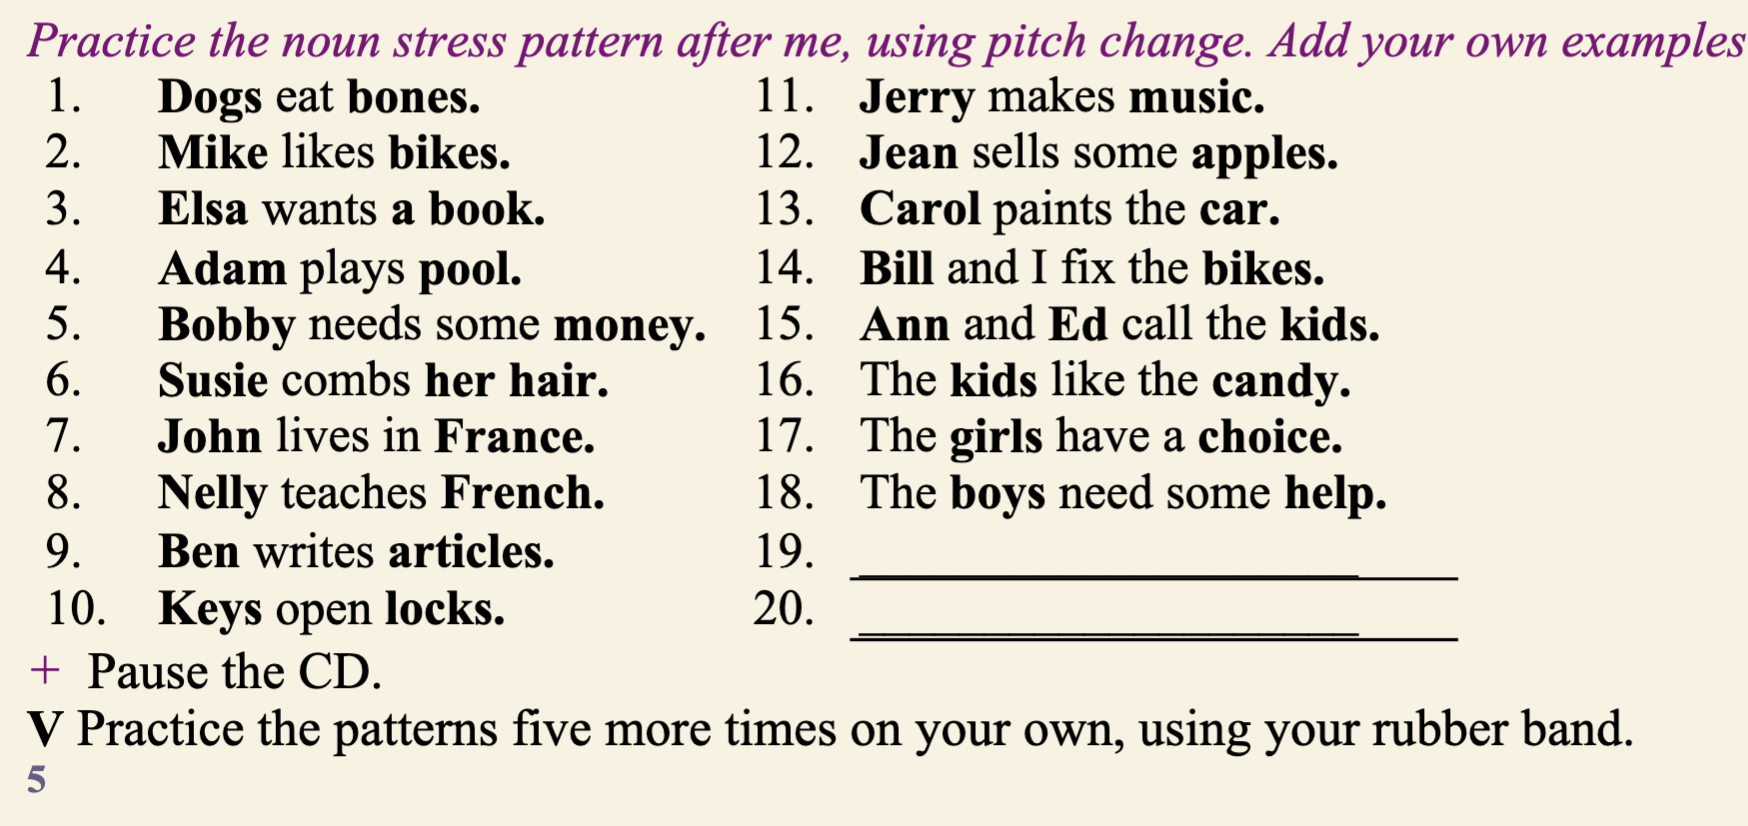 Practice the noun stress pattern after me, using pitch change. Add your own examples
1. Dogs eat bones.
2. Mike likes bikes.
3. Elsa wants a book.
4. Adam plays pool.
5. Bobby needs some money.
6. Susie combs her hair.
7. John lives in France.
8. Nelly teaches French.
9. Ben writes articles.
10. Keys open locks.
11. Jerry makes music.
12. Jean sells some apples.
13. Carol paints the car.
14. Bill and I fix the bikes.
15. Ann and Ed call the kids.
16. The kids like the candy.
17. The girls have a choice.
18. The boys need some help.
19.
20.
+ Pause the CD.
V Practice the patterns five more times on your own, using your rubber band.
5